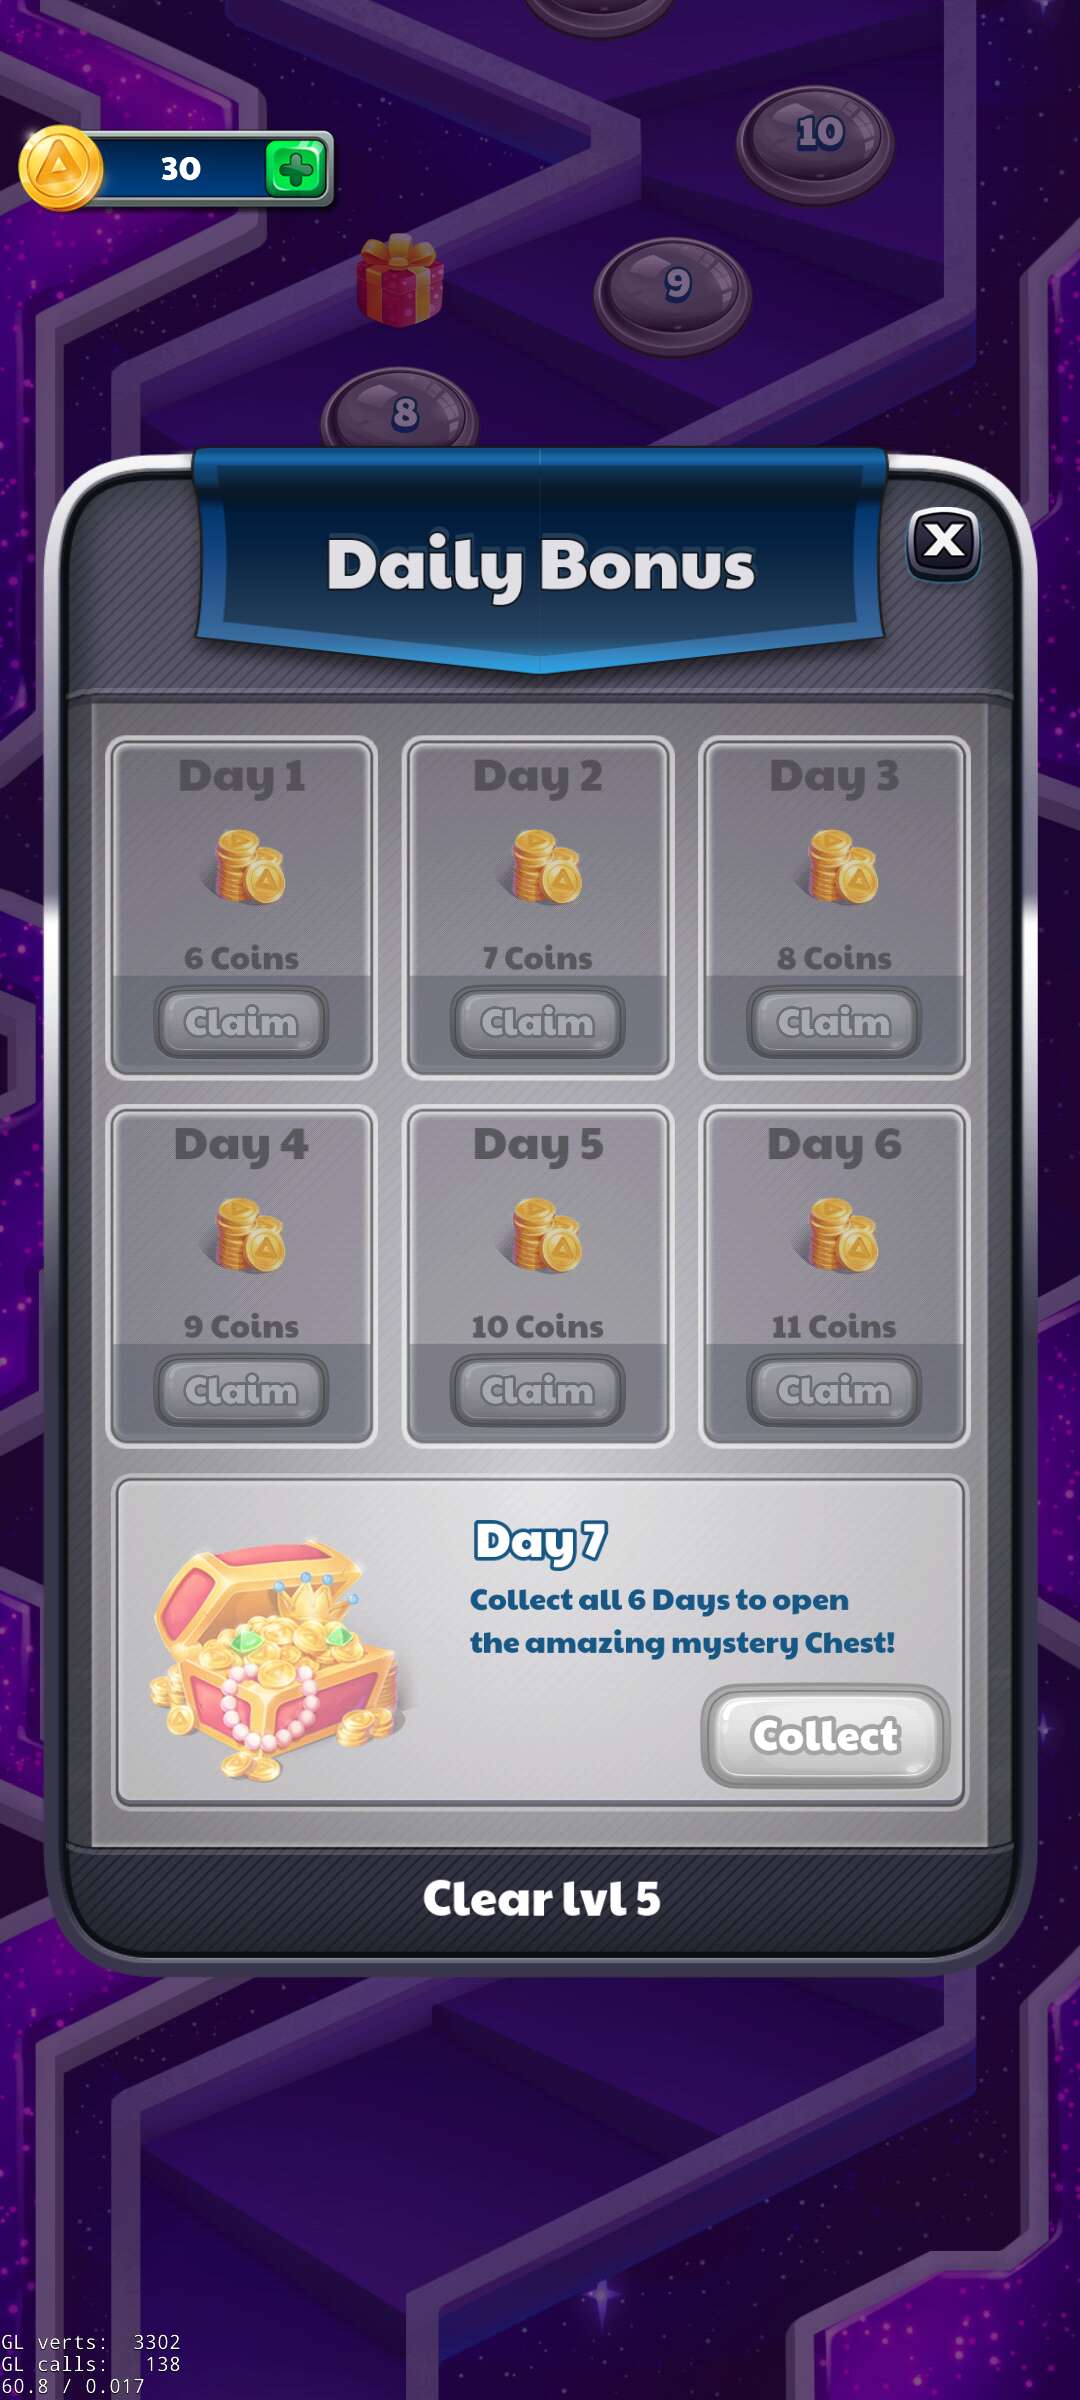 10
30
9
8
Daily Bonus
X
Day 1
Day 2
Day 3
6 Coins
7 Coins
8 Coins
Claim
Claim
Claim
Day 4
Day 5
Day 6
9 Coins
10 Coins
11 Coins
Claim
Claim
Claim
Day 7
Collect all 6 Days to open
the amazing mystery Chest!
Collect
Clear lvl 5
GL verts: 3302
GL calls: 138
60.8 / 0.017